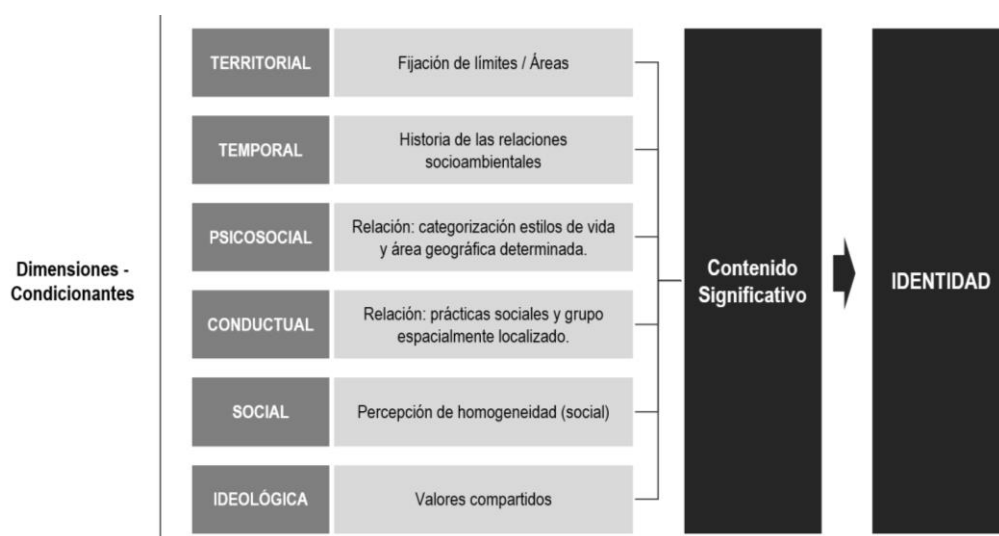 Dimensiones -
Condicionantes
TERRITORIAL
Fijación de límites / Áreas
TEMPORAL
Historia de las relaciones
socioambientales
PSICOSOCIAL
Relación: categorización estilos de vida
y área geográfica determinada.
CONDUCTUAL
Relación: prácticas sociales y grupo
espacialmente localizado.
SOCIAL
Percepción de homogeneidad (social)
IDEOLÓGICA
Valores compartidos
Contenido
Significativo
IDENTIDAD